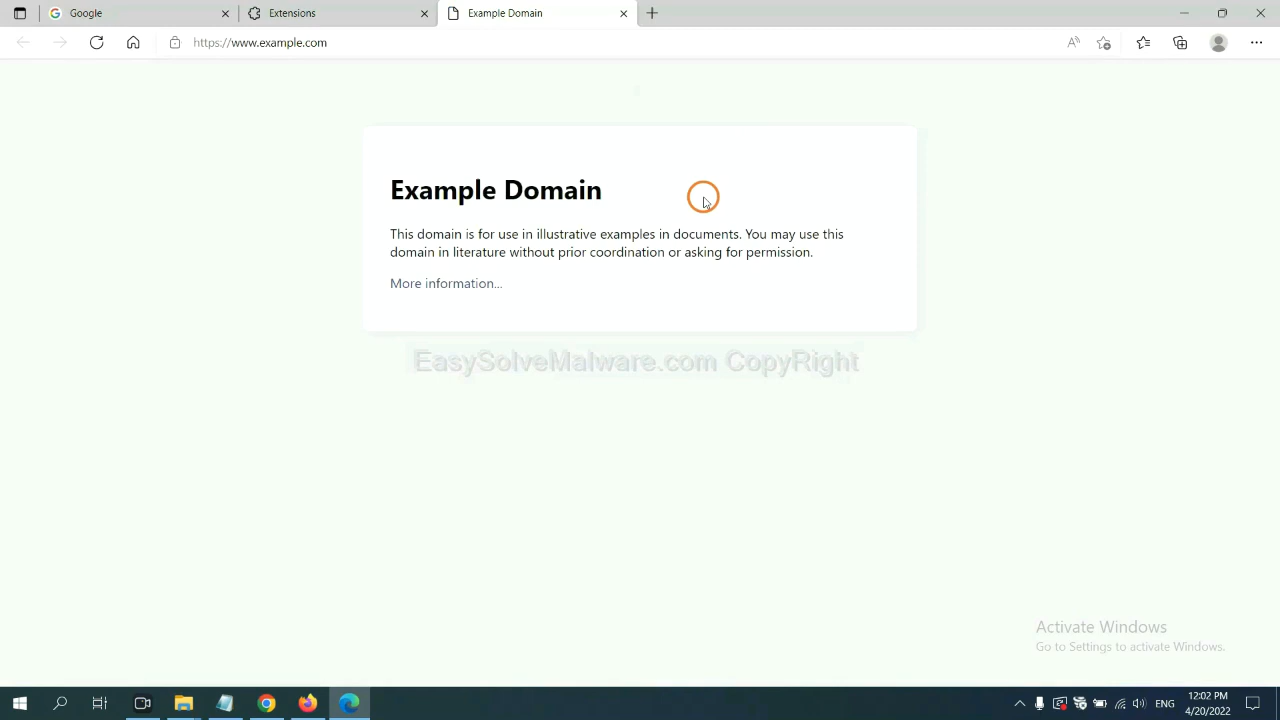 Google
Extensions
Example Domain
https://www.example.com
Example Domain
This domain is for use in illustrative examples in documents. You may use this
domain in literature without prior coordination or asking for permission.
More information...
EasySolveMalware.com CopyRight
Activate Windows
Go to Settings to activate Windows.
ENG
12:02 PM
4/20/2022